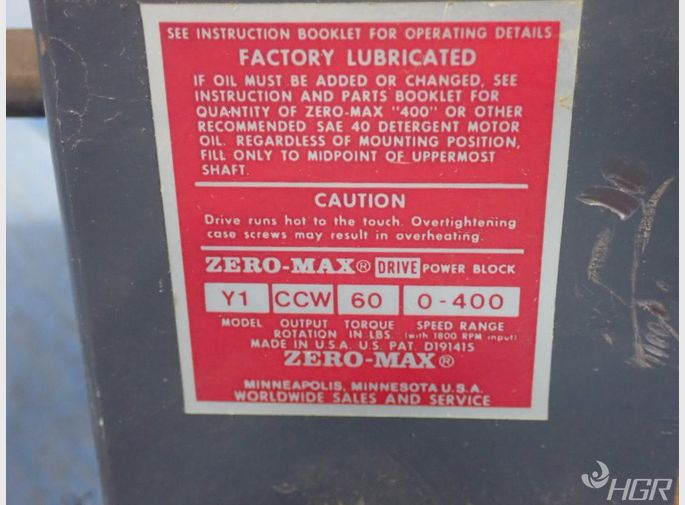 SEE INSTRUCTION BOOKLET FOR OPERATING DETAILS
FACTORY LUBRICATED
IF OIL MUST BE ADDED OR CHANGED, SEE
INSTRUCTION AND PARTS BOOKLET FOR
QUANTITY OF ZERO-MAX "400" OR OTHER
RECOMMENDED SAE 40 DETERGENT MOTOR
OIL. REGARDLESS OF MOUNTING POSITION,
FILL ONLY TO MIDPOINT OF UPPERMOST
SHAFT.
CAUTION
Drive runs hot to the touch. Overtightening
case screws may result in overheating.
ZERO-MAX® DRIVE POWER BLOCK
Y1 CCW 60 0-400
MODEL OUTPUT TORQUE SPEED RANGE
ROTATION IN LBS. (with 1800 RPM input)
MADE IN U.S.A. U.S. PAT. D191415
ZERO-MAX®
MINNEAPOLIS, MINNESOTA U.S.A.
WORLDWIDE SALES AND SERVICE
HGR